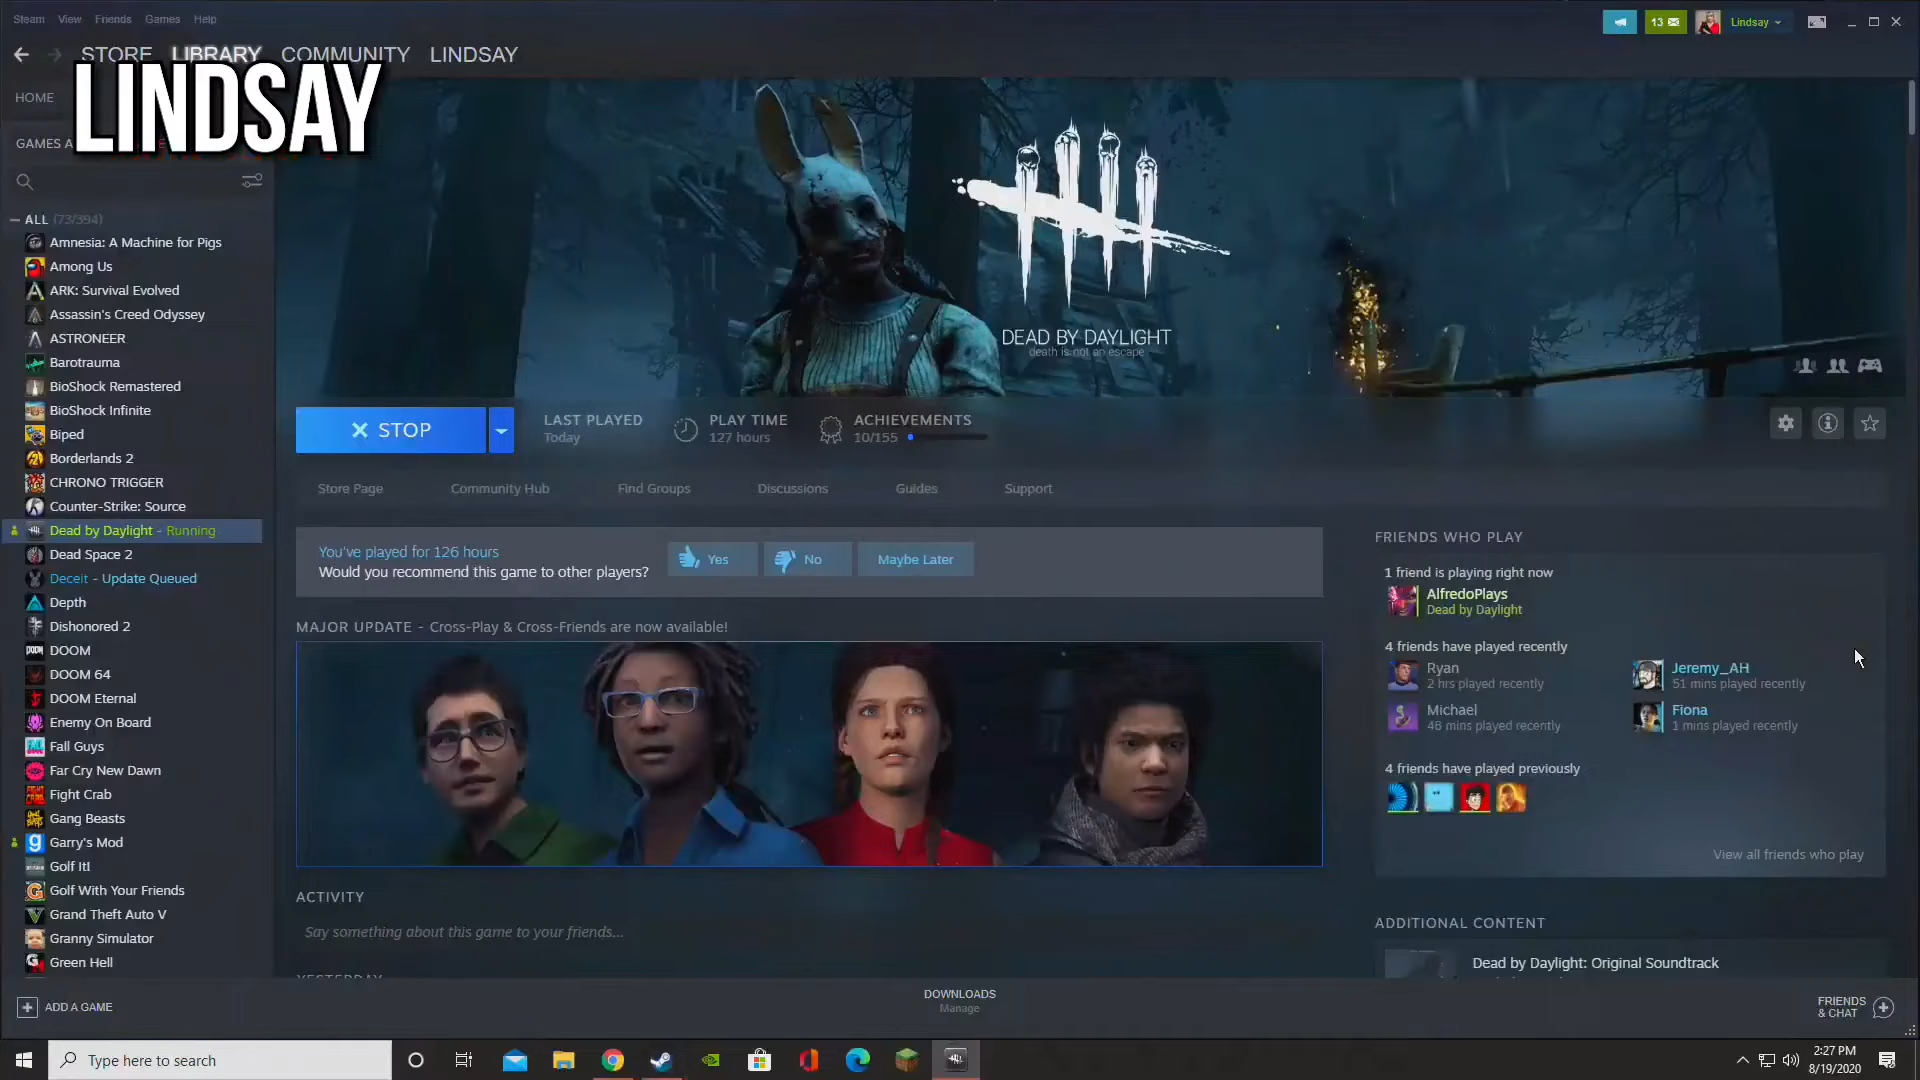 Steam View Friends Games Help
13
Lindsay
STORE LIBRARY COMMUNITY LINDSAY
LINDSAY
HOME
GAMES A
ALL (73/394)
Amnesia: A Machine for Pigs
Among Us
ARK: Survival Evolved
Assassin's Creed Odyssey
ASTRONEER
Barotrauma
BioShock Remastered
BioShock Infinite
Biped
Borderlands 2
CHRONO TRIGGER
Counter-Strike: Source
Dead by Daylight - Running
Dead Space 2
Deceit - Update Queued
Depth
Dishonored 2
DOOM
DOOM 64
DOOM Eternal
Enemy On Board
Fall Guys
Far Cry New Dawn
Fight Crab
Gang Beasts
Garry's Mod
Golf It!
Golf With Your Friends
Grand Theft Auto V
Granny Simulator
Green Hell
ADD A GAME
DEAD BY DAYLIGHT
death is not an escape
STOP
LAST PLAYED
Today
PLAY TIME
127 hours
ACHIEVEMENTS
10/155
Store Page Community Hub Find Groups Discussions Guides Support
You've played for 126 hours
Would you recommend this game to other players?
Yes No Maybe Later
MAJOR UPDATE - Cross-Play & Cross-Friends are now available!
ACTIVITY
Say something about this game to your friends...
YESTERDAY
FRIENDS WHO PLAY
1 friend is playing right now
AlfredoPlays
Dead by Daylight
4 friends have played recently
Ryan
2 hrs played recently
Jeremy_AH
51 mins played recently
Michael
46 mins played recently
Fiona
1 mins played recently
4 friends have played previously
View all friends who play
ADDITIONAL CONTENT
Dead by Daylight: Original Soundtrack
DOWNLOADS
Manage
FRIENDS
& CHAT
Type here to search
2:27 PM
8/19/2020